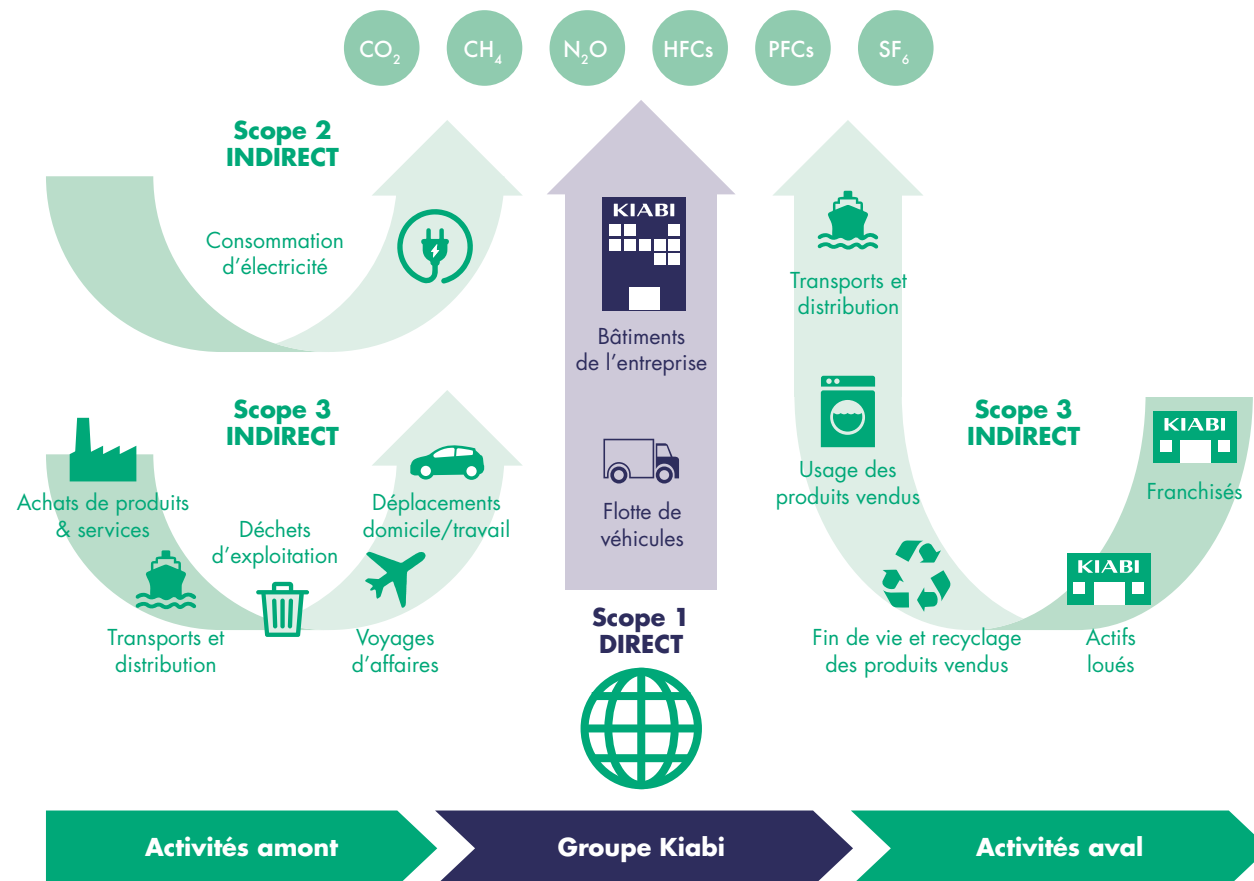 CO₂
CH₄
N₂O
HFCs
PFCs
SF₆
Scope 2
INDIRECT
Consommation
d’électricité
KIABI
Bâtiments
de l’entreprise
Flotte de
véhicules
Scope 1
DIRECT
Scope 3
INDIRECT
Achats de produits
& services
Transports et
distribution
Déchets
d’exploitation
Voyages
d’affaires
Déplacements
domicile/travail
Transports et
distribution
Usage des
produits vendus
Fin de vie et recyclage
des produits vendus
Scope 3
INDIRECT
KIABI
Franchisés
KIABI
Actifs
loués
Activités amont
Groupe Kiabi
Activités aval